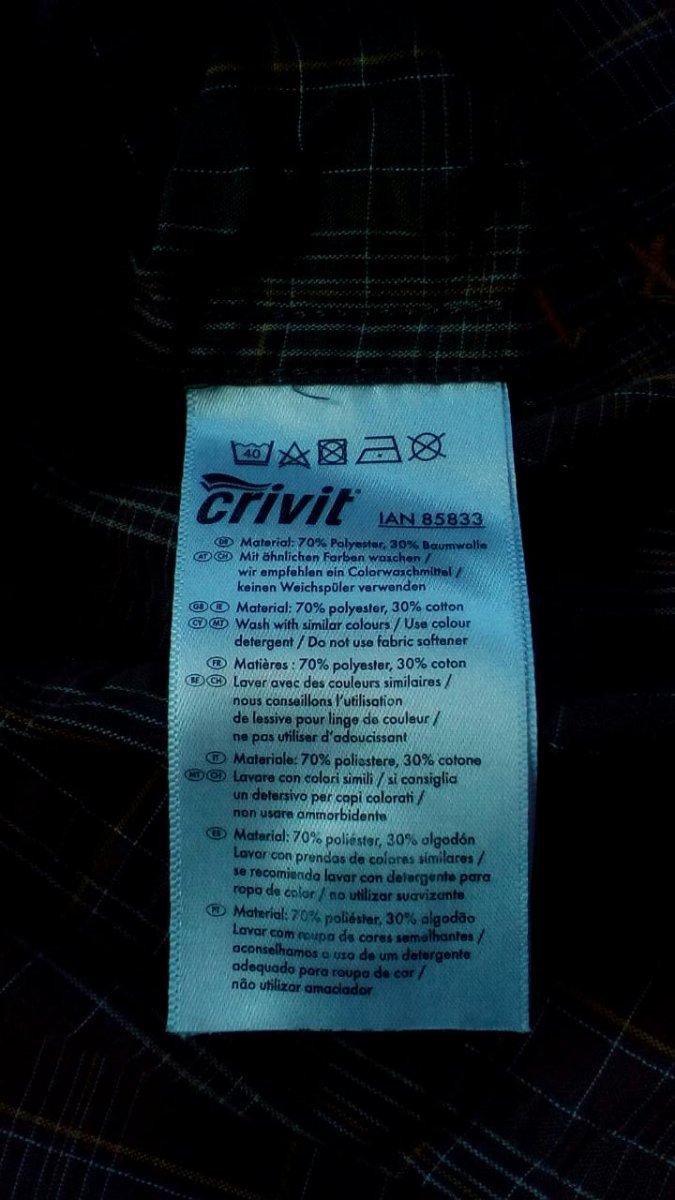 40
crivit
IAN 85833
DE Material: 70% Polyester, 30% Baumwolle
AT CH Mit ähnlichen Farben waschen /
wir empfehlen ein Colorwaschmittel /
keinen Weichspüler verwenden
GB IE Material: 70% polyester, 30% cotton
CY MT Wash with similar colours / Use colour
detergent / Do not use fabric softener
FR Matières : 70% polyester, 30% coton
BE CH Laver avec des couleurs similaires /
nous conseillons l'utilisation
de lessive pour linge de couleur /
ne pas utiliser d'adoucissant
IT Materiale: 70% poliestere, 30% cotone
MT CH Lavare con colori simili / si consiglia
un detersivo per capi colorati /
non usare ammorbidente
ES Material: 70% poliéster, 30% algodón
Lavar con prendas de colores similares /
se recomienda lavar con detergente para
ropa de color / no utilizar suavizante
PT Material: 70% poliéster, 30% algodão
Lavar com roupa de cores semelhantes /
aconselhamos o uso de um detergente
adequado para roupa de cor /
não utilizar amaciador